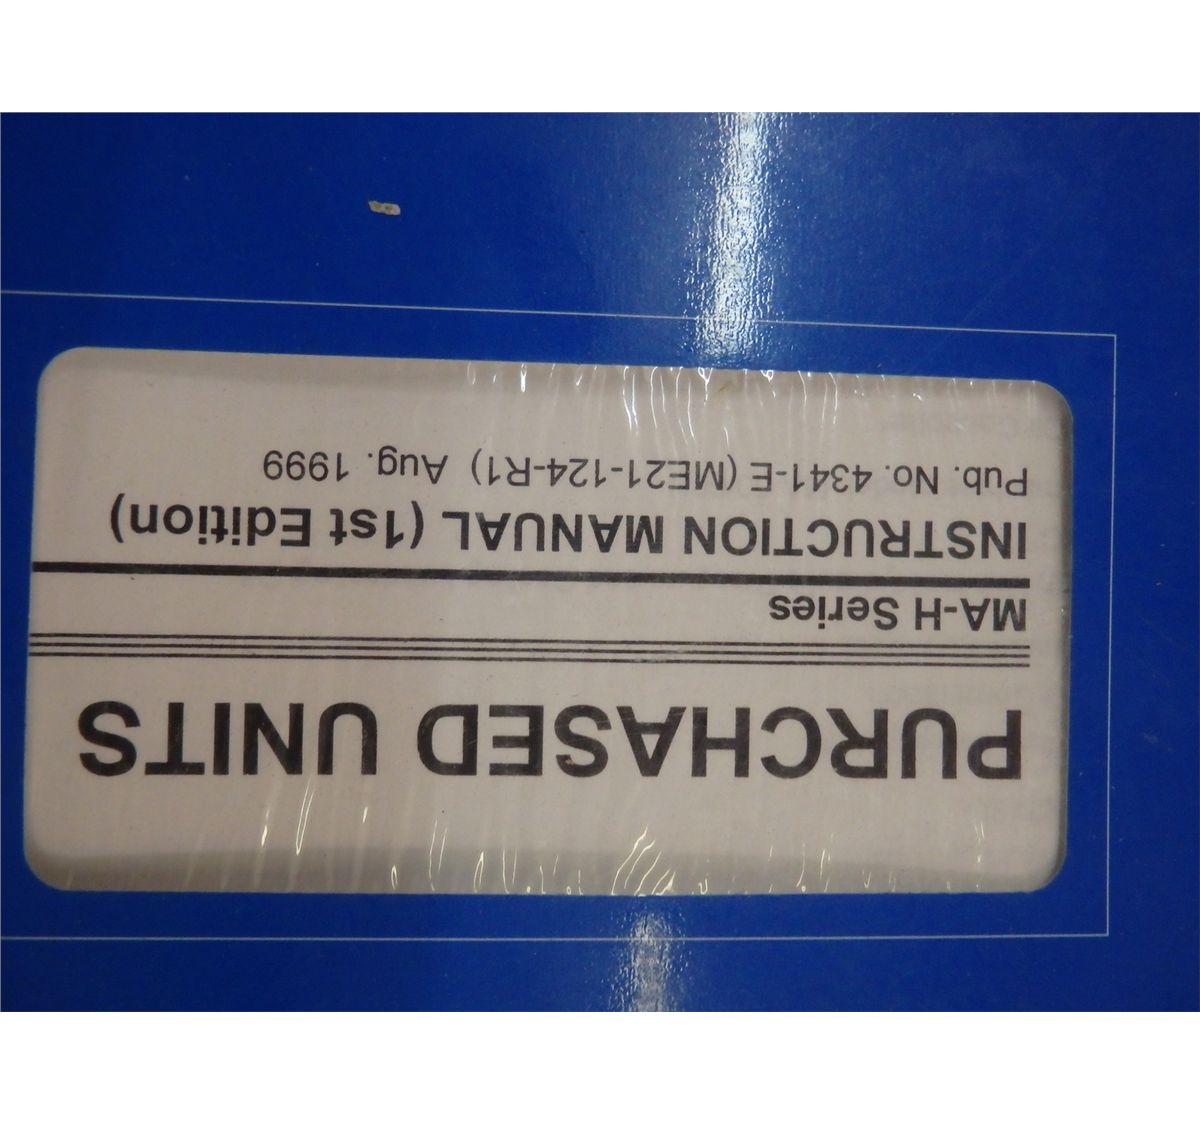 PURCHASED UNITS
MA-H Series
INSTRUCTION MANUAL (1st Edition)
Pub. No. 4341-E (ME21-124-R1) Aug. 1999